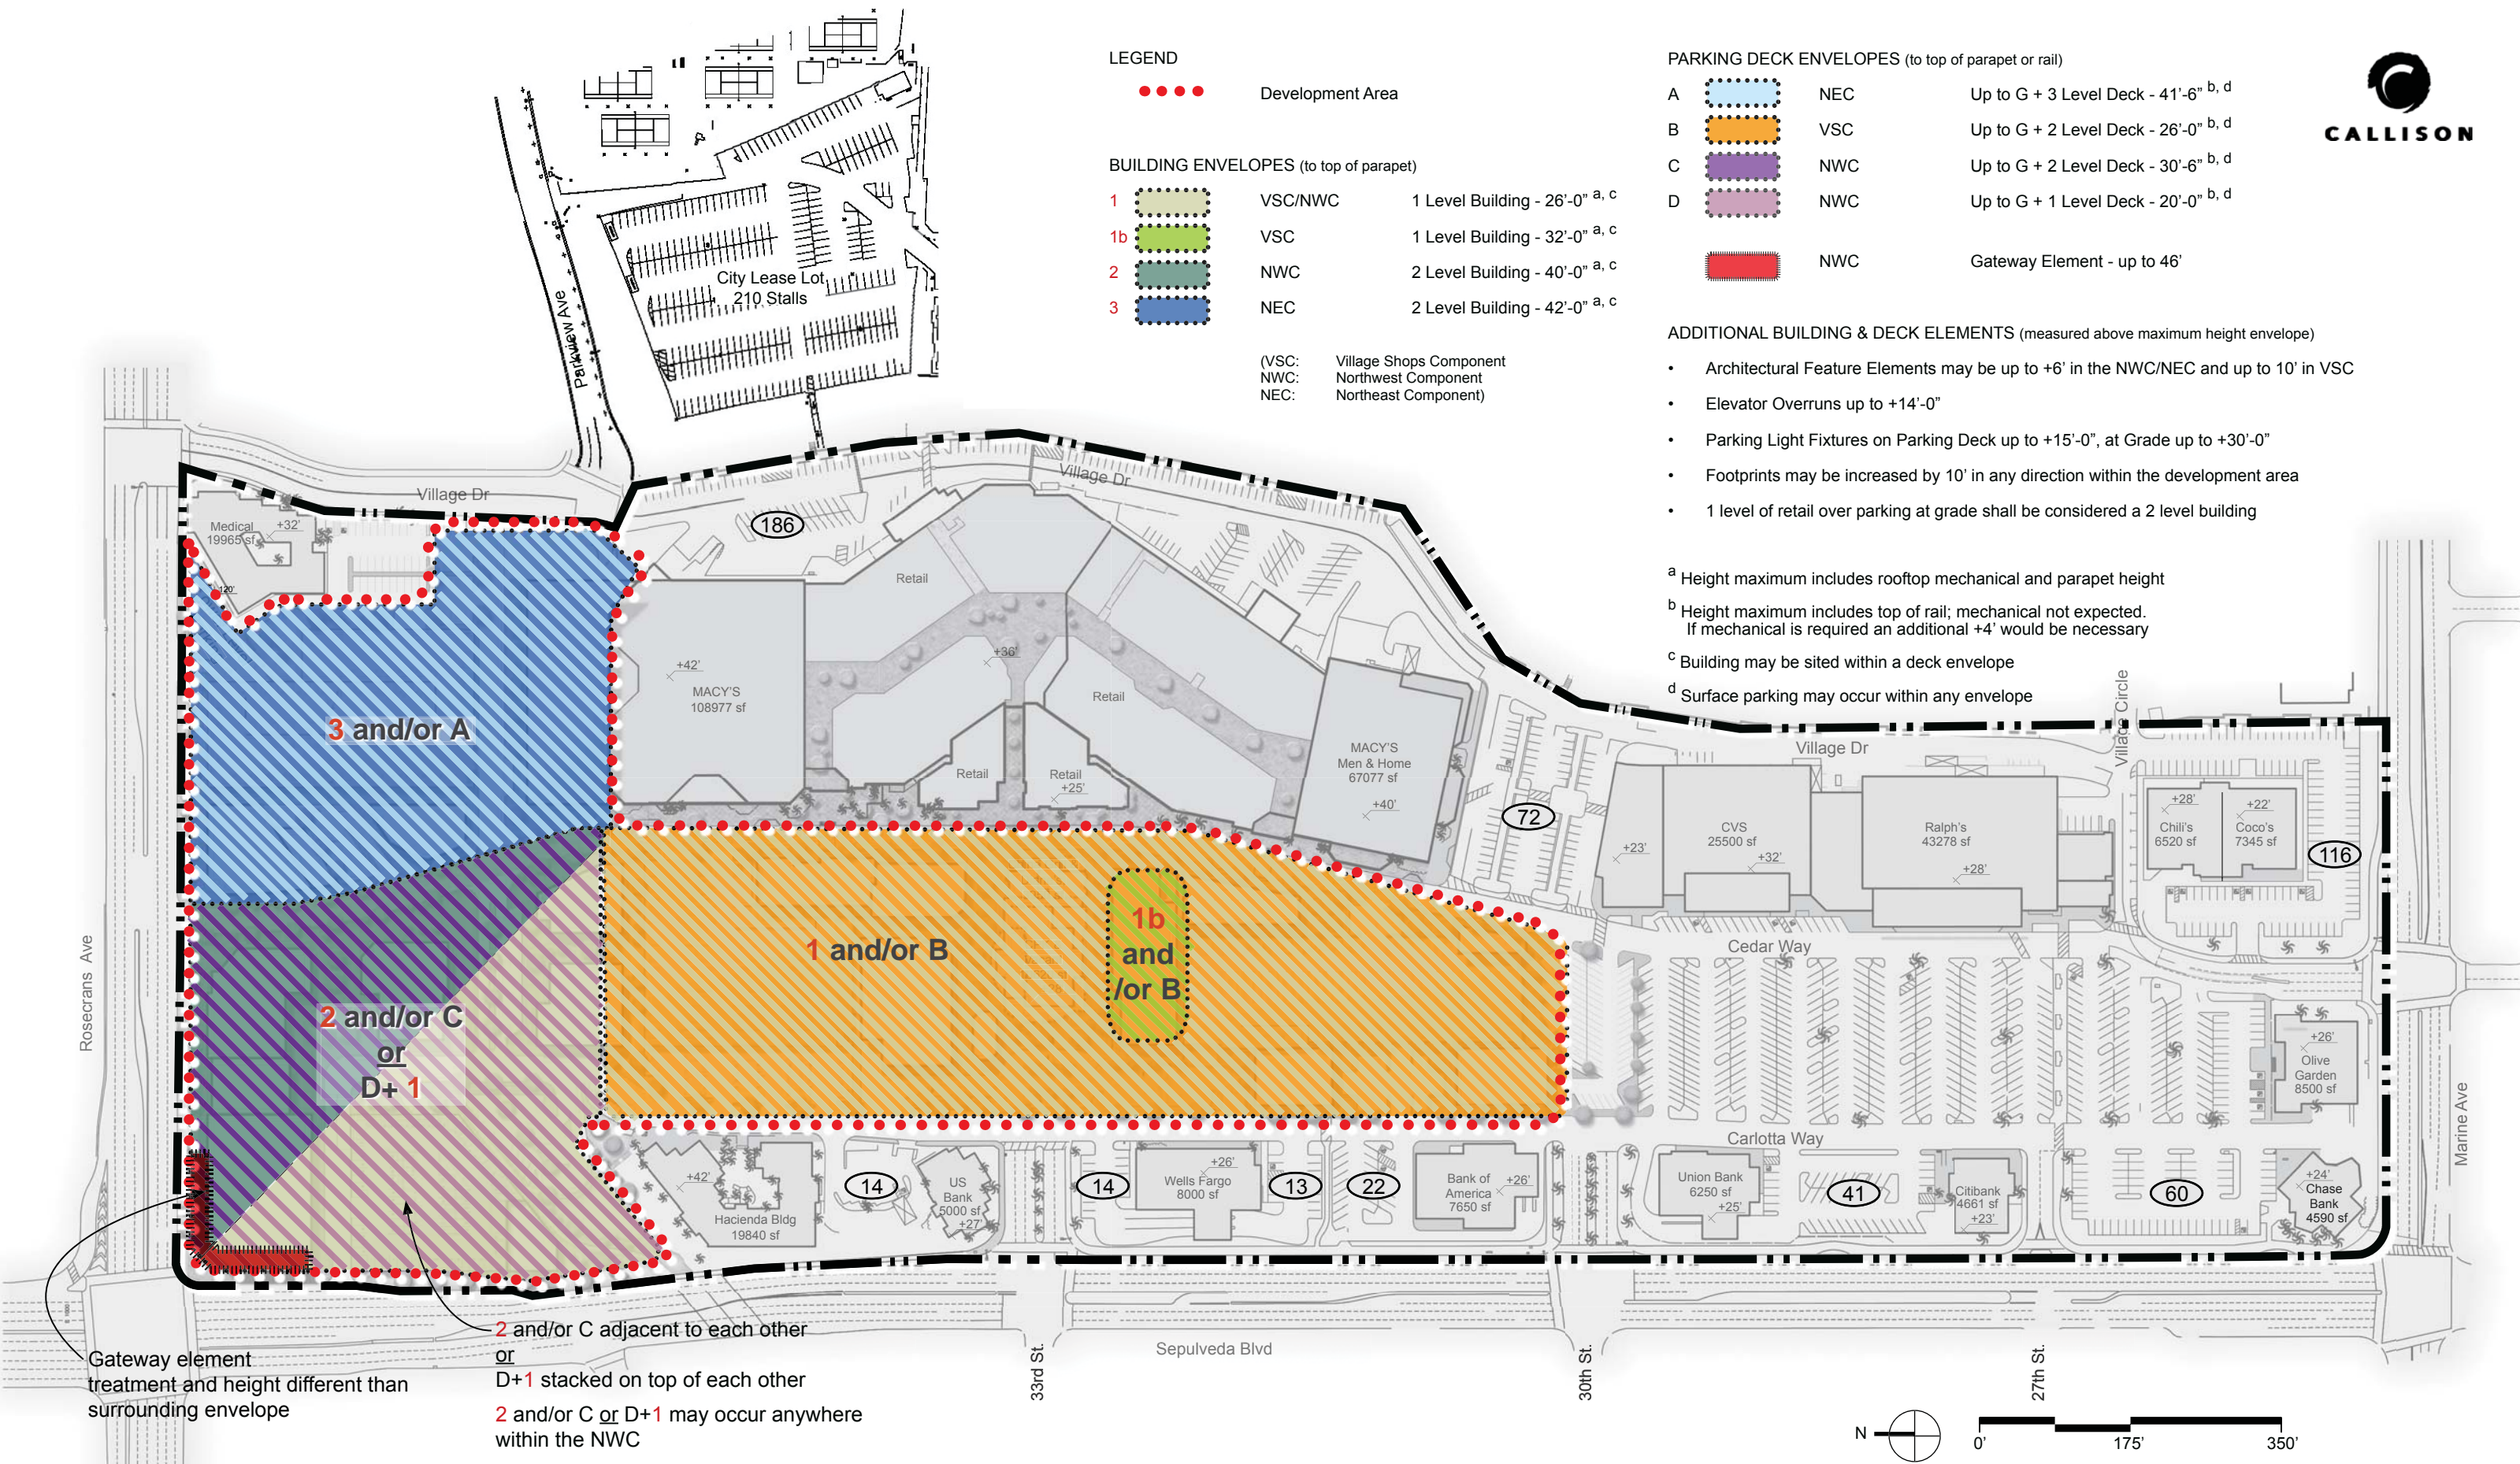 LEGEND
Development Area
BUILDING ENVELOPES (to top of parapet)
1 VSC/NWC 1 Level Building - 26'-0" a, c
1b VSC 1 Level Building - 32'-0" a, c
2 NWC 2 Level Building - 40'-0" a, c
3 NEC 2 Level Building - 42'-0" a, c
(VSC: Village Shops Component
NWC: Northwest Component
NEC: Northeast Component)
PARKING DECK ENVELOPES (to top of parapet or rail)
A NEC Up to G + 3 Level Deck - 41'-6" b, d
B VSC Up to G + 2 Level Deck - 26'-0" b, d
C NWC Up to G + 2 Level Deck - 30'-6" b, d
D NWC Up to G + 1 Level Deck - 20'-0" b, d
NWC Gateway Element - up to 46'
CALLISON
ADDITIONAL BUILDING & DECK ELEMENTS (measured above maximum height envelope)
• Architectural Feature Elements may be up to +6' in the NWC/NEC and up to 10' in VSC
• Elevator Overruns up to +14'-0"
• Parking Light Fixtures on Parking Deck up to +15'-0", at Grade up to +30'-0"
• Footprints may be increased by 10' in any direction within the development area
• 1 level of retail over parking at grade shall be considered a 2 level building
a Height maximum includes rooftop mechanical and parapet height
b Height maximum includes top of rail; mechanical not expected.
If mechanical is required an additional +4' would be necessary
c Building may be sited within a deck envelope
d Surface parking may occur within any envelope
City Lease Lot
210 Stalls
Parkview Ave
Village Dr
Village Dr
Village Dr
Village Circle
Medical
19965 sf
+32'
120'
186
Retail
+42'
MACY'S
108977 sf
+36'
Retail
Retail
Retail
+25'
MACY'S
Men & Home
67077 sf
+40'
72
+23'
CVS
25500 sf
+32'
Ralph's
43278 sf
+28'
+28'
Chili's
6520 sf
+22'
Coco's
7345 sf
116
3 and/or A
1 and/or B
1b
and
/or B
2 and/or C
or
D+ 1
Cedar Way
Carlotta Way
Rosecrans Ave
Marine Ave
+26'
Olive
Garden
8500 sf
+42'
Hacienda Bldg
19840 sf
14
US
Bank
5000 sf
+27'
14
+26'
Wells Fargo
8000 sf
13
22
Bank of
America
7650 sf
+26'
Union Bank
6250 sf
+25'
41
Citibank
4661 sf
+23'
60
+24'
Chase
Bank
4590 sf
Sepulveda Blvd
33rd St.
30th St.
27th St.
Gateway element
treatment and height different than
surrounding envelope
2 and/or C adjacent to each other
or
D+1 stacked on top of each other
2 and/or C or D+1 may occur anywhere
within the NWC
N
0' 175' 350'